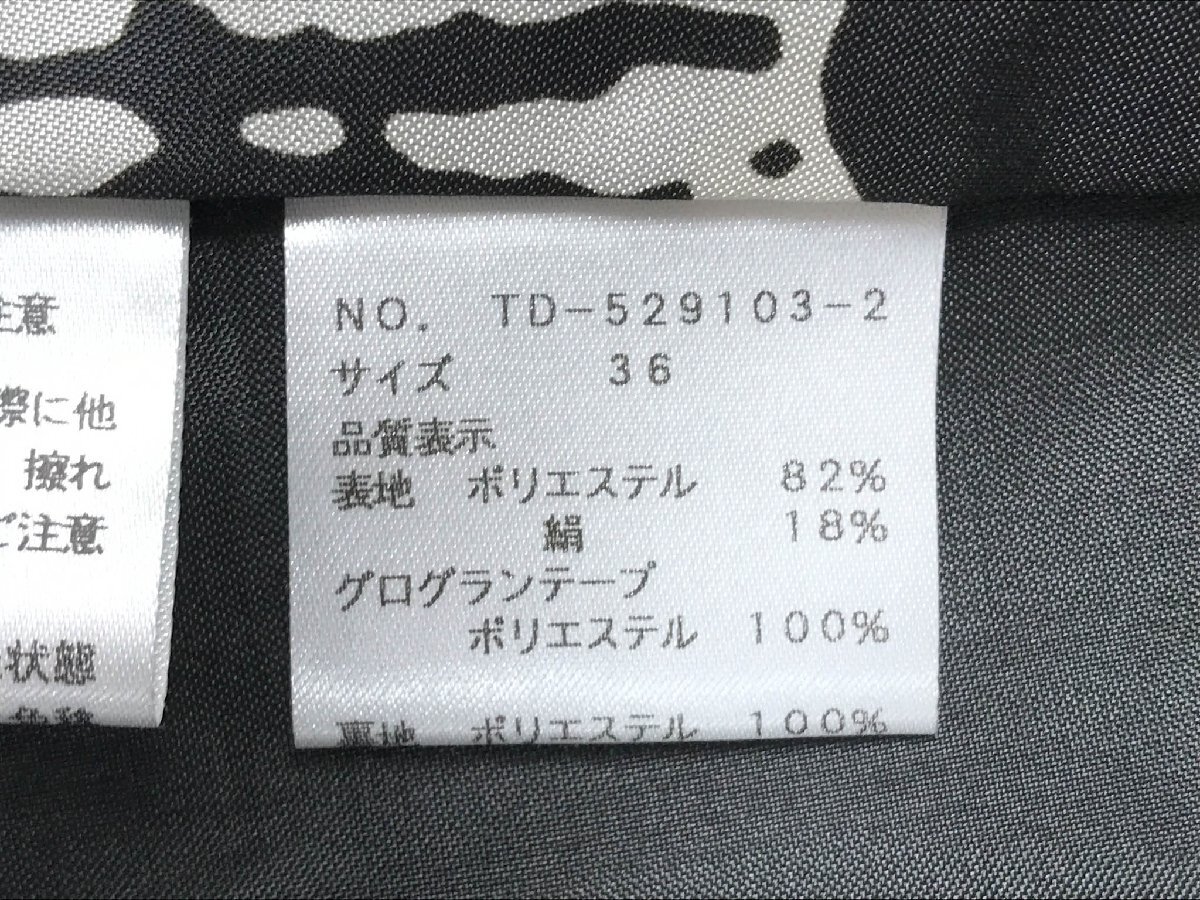 注意
際に他
擦れ
ご注意
状態
NO. TD-529103-2
サイズ 36
品質表示
表地 ポリエステル 82%
絹 18%
グログランテープ
ポリエステル 100%
裏地 ポリエステル 100%